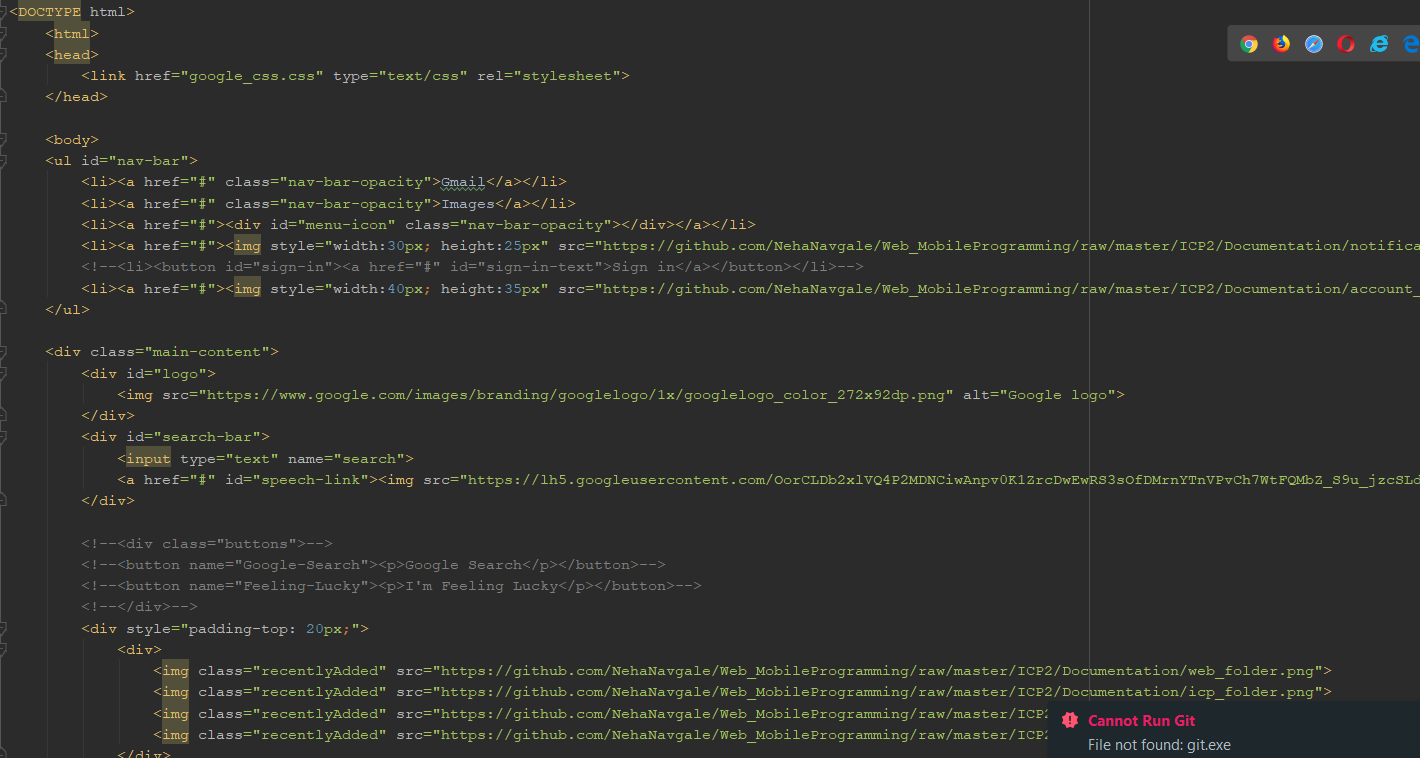 <DOCTYPE html>
<html>
<head>
<link href="google_css.css" type="text/css" rel="stylesheet">
</head>
<body>
<ul id="nav-bar">
<li><a href="#" class="nav-bar-opacity">Gmail</a></li>
<li><a href="#" class="nav-bar-opacity">Images</a></li>
<li><a href="#"><div id="menu-icon" class="nav-bar-opacity"></div></a></li>
<li><a href="#"><img style="width:30px; height:25px" src="https://github.com/NehaNavgale/Web_MobileProgramming/raw/master/ICP2/Documentation/notifica
<!--<li><button id="sign-in"><a href="#" id="sign-in-text">Sign in</a></button></li>-->
<li><a href="#"><img style="width:40px; height:35px" src="https://github.com/NehaNavgale/Web_MobileProgramming/raw/master/ICP2/Documentation/account_
</ul>
<div class="main-content">
<div id="logo">
<img src="https://www.google.com/images/branding/googlelogo/1x/googlelogo_color_272x92dp.png" alt="Google logo">
</div>
<div id="search-bar">
<input type="text" name="search">
<a href="#" id="speech-link"><img src="https://lh5.googleusercontent.com/OorCLDb2xlVQ4P2MDNCiwAnpv0K1ZrcDwEwRS3sOfDMrnYTnVPvCh7WtFQMbZ_S9u_jzcSLd
</div>
<!--<div class="buttons">-->
<!--<button name="Google-Search"><p>Google Search</p></button>-->
<!--<button name="Feeling-Lucky"><p>I'm Feeling Lucky</p></button>-->
<!--</div>-->
<div style="padding-top: 20px;">
<div>
<img class="recentlyAdded" src="https://github.com/NehaNavgale/Web_MobileProgramming/raw/master/ICP2/Documentation/web_folder.png">
<img class="recentlyAdded" src="https://github.com/NehaNavgale/Web_MobileProgramming/raw/master/ICP2/Documentation/icp_folder.png">
<img class="recentlyAdded" src="https://github.com/NehaNavgale/Web_MobileProgramming/raw/master/ICP2
<img class="recentlyAdded" src="https://github.com/NehaNavgale/Web_MobileProgramming/raw/master/ICP2
</div>
Cannot Run Git
File not found: git.exe